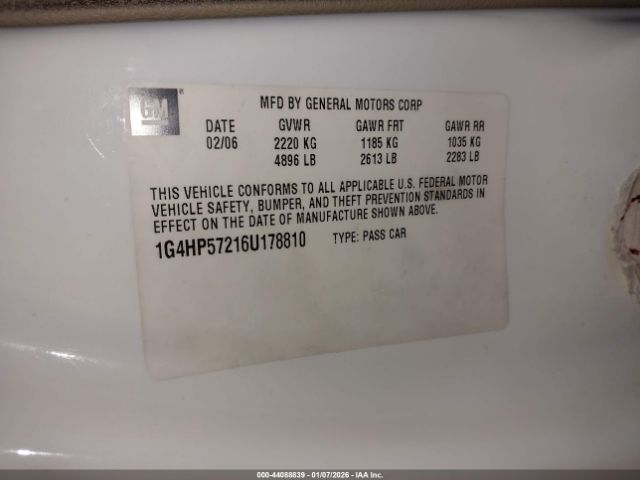 GM
MFD BY GENERAL MOTORS CORP
DATE GVWR GAWR FRT GAWR RR
02/06 2220 KG 1185 KG 1035 KG
4896 LB 2613 LB 2283 LB
THIS VEHICLE CONFORMS TO ALL APPLICABLE U.S. FEDERAL MOTOR
VEHICLE SAFETY, BUMPER, AND THEFT PREVENTION STANDARDS IN
EFFECT ON THE DATE OF MANUFACTURE SHOWN ABOVE.
1G4HP57216U178810 TYPE: PASS CAR
000-44088839 - 01/07/2026 - IAA Inc.